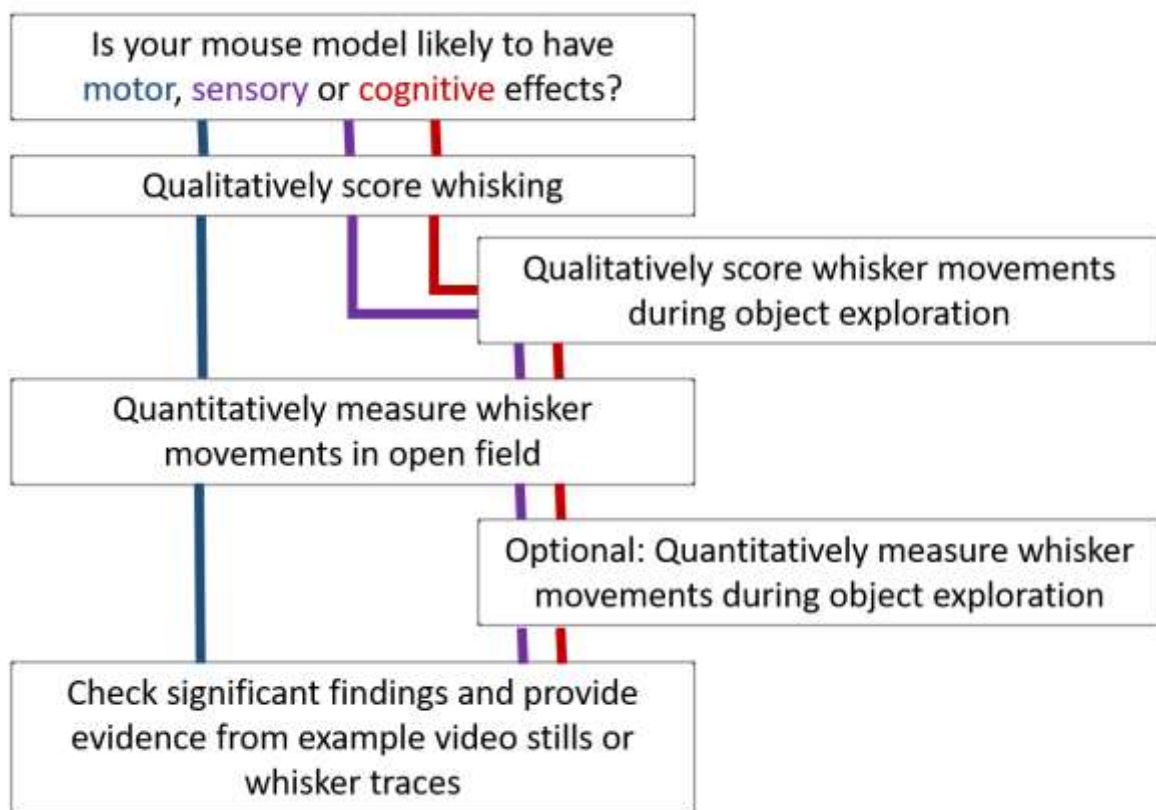 Is your mouse model likely to have
motor, sensory or cognitive effects?
Qualitatively score whisking
Qualitatively score whisker movements
during object exploration
Quantitatively measure whisker
movements in open field
Optional: Quantitatively measure whisker
movements during object exploration
Check significant findings and provide
evidence from example video stills or
whisker traces